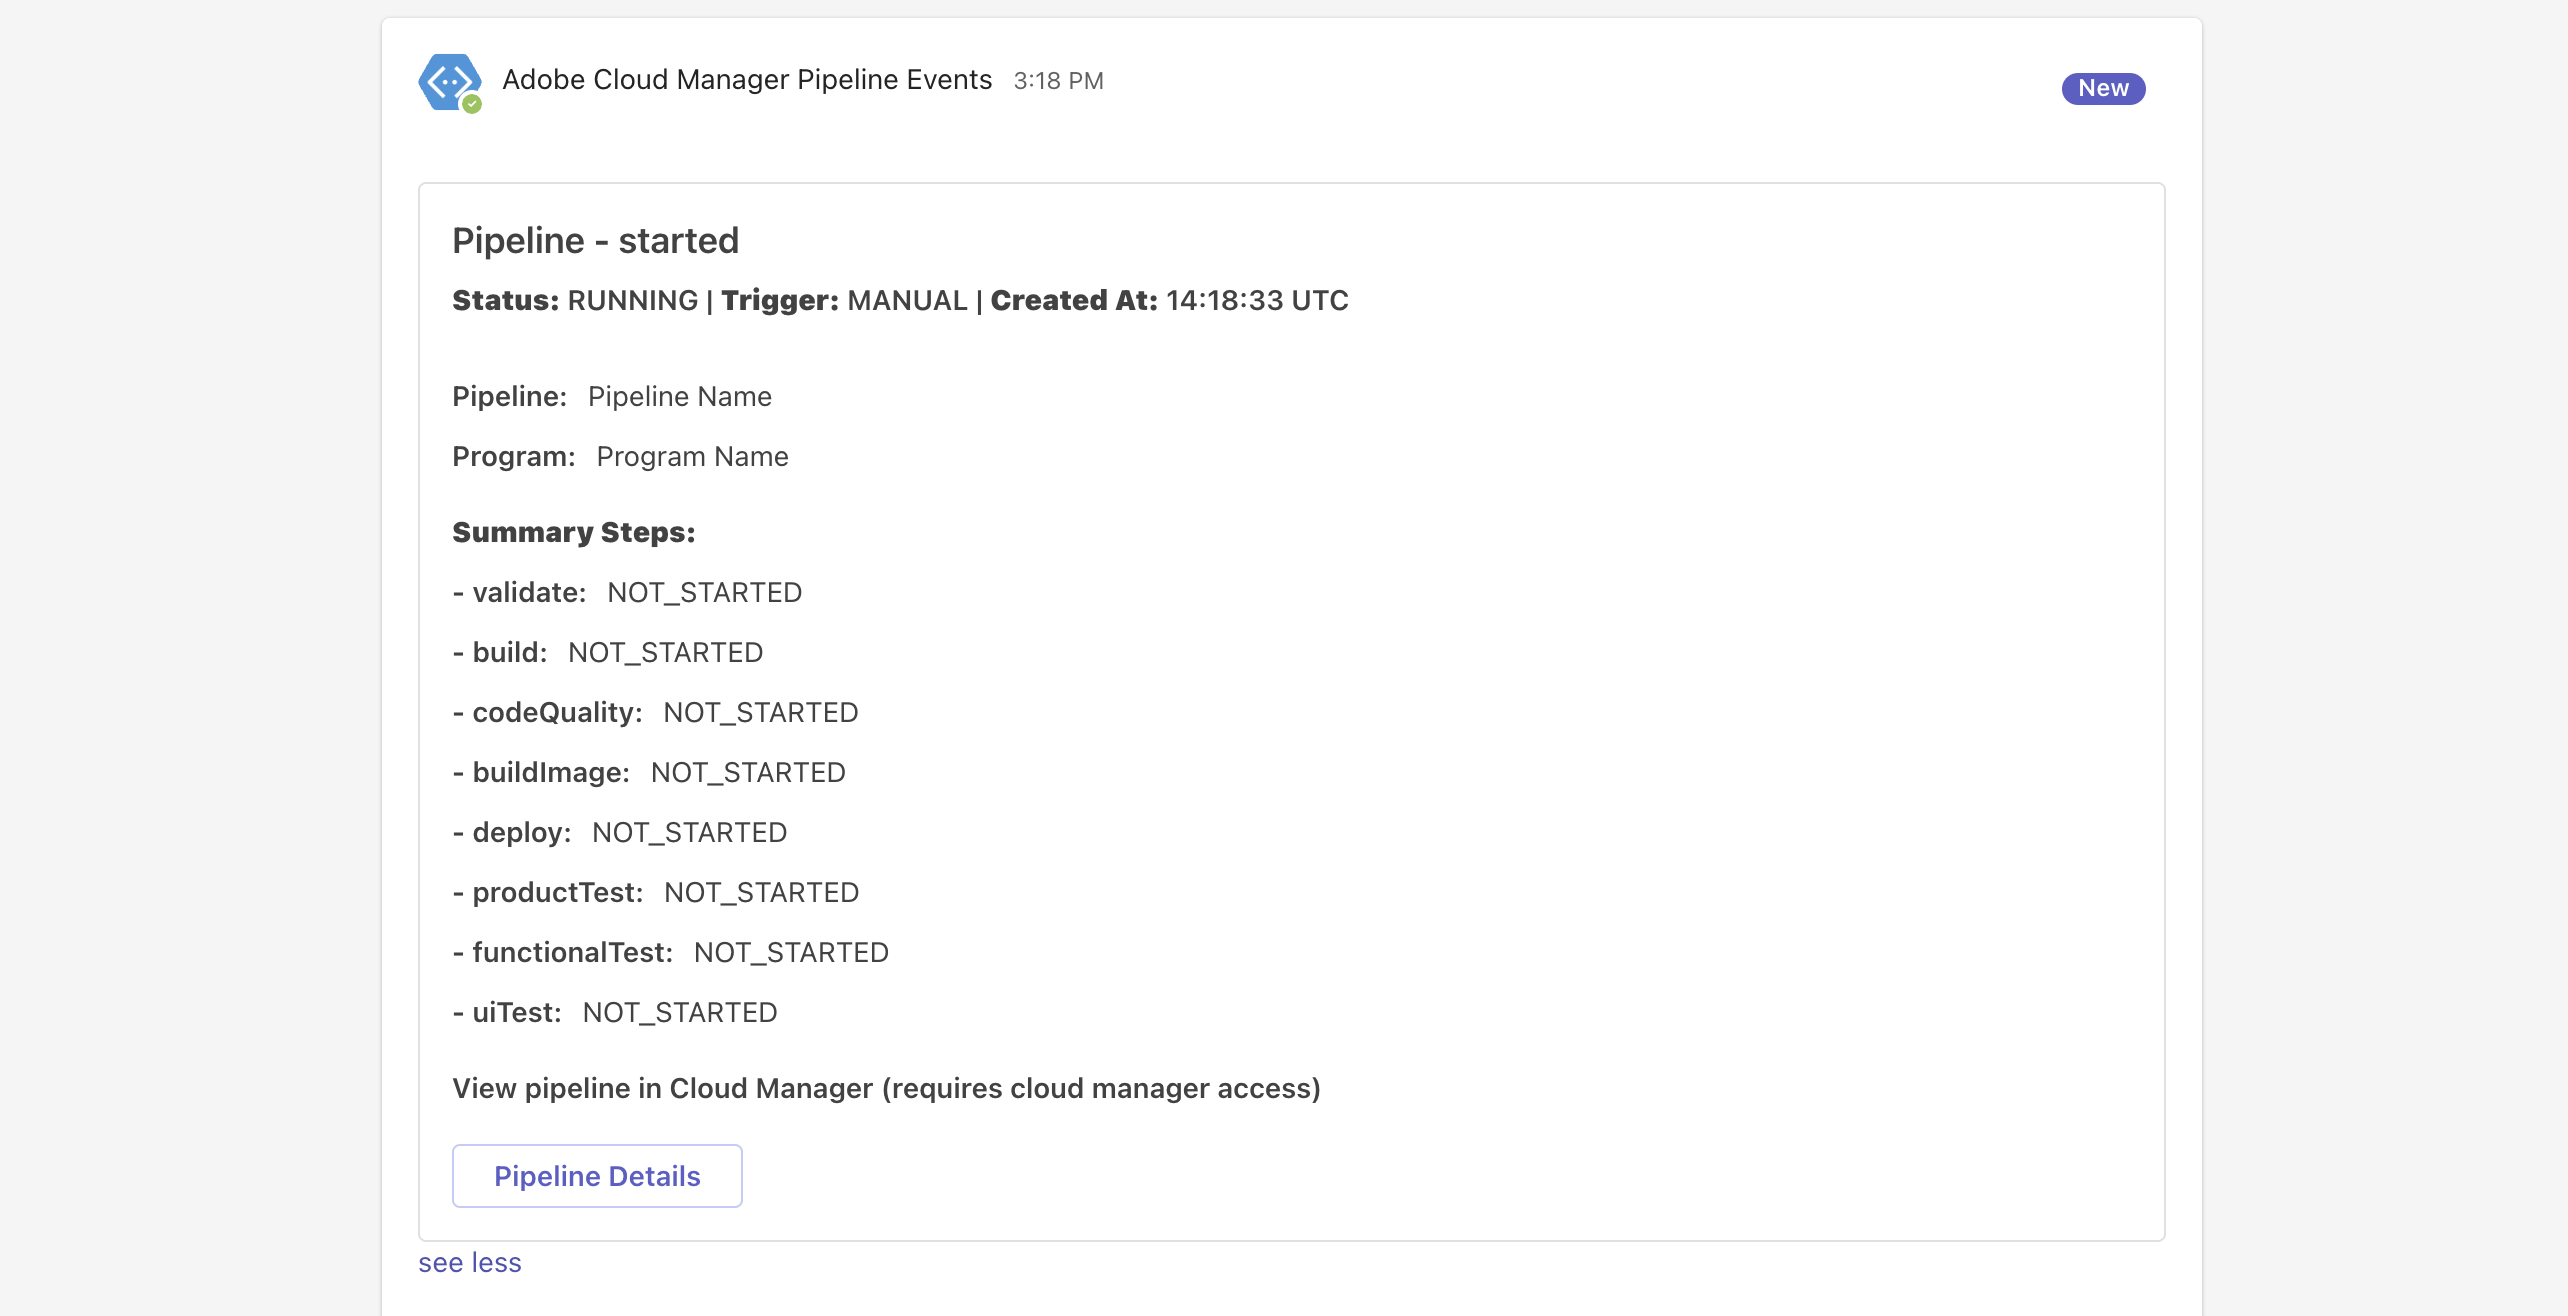 Adobe Cloud Manager Pipeline Events 3:18 PM
New
Pipeline - started
Status: RUNNING | Trigger: MANUAL | Created At: 14:18:33 UTC
Pipeline: Pipeline Name
Program: Program Name
Summary Steps:
- validate: NOT_STARTED
- build: NOT_STARTED
- codeQuality: NOT_STARTED
- buildImage: NOT_STARTED
- deploy: NOT_STARTED
- productTest: NOT_STARTED
- functionalTest: NOT_STARTED
- uiTest: NOT_STARTED
View pipeline in Cloud Manager (requires cloud manager access)
Pipeline Details
see less